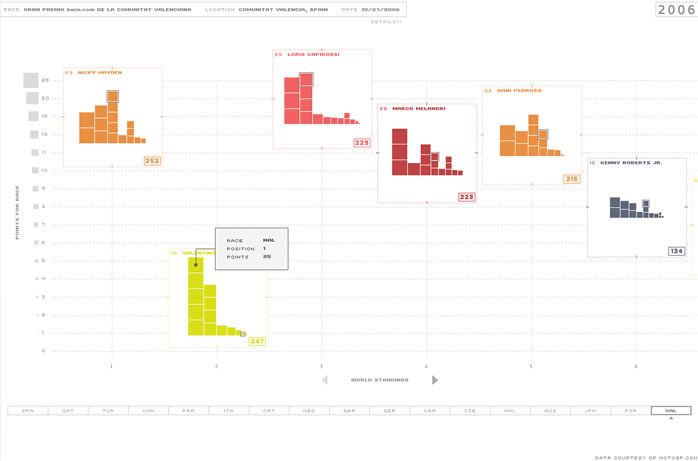 RACE GRAN PREMIO bwin.com DE LA COMUNITAT VALENCIANA LOCATION COMUNITAT VALENCIA, SPAIN DATE 10/27/2006
2006
DETAILS
LORIS CAPIROSSI
NICKY HAYDEN
DANI PEDROSA
MARCO MELANDRI
10 KENNY ROBERTS JR.
252
229
228
215
134
POINTS FOR RACE
25
20
13
11
10
9
8
7
6
5
4
3
2
1
0
RACE MAL
POSITION 1
POINTS 25
247
1 2 3 4 5 6
WORLD STANDINGS
SPA QAT TUR CHN FRA ITA CAT NED GBR GER USA CZE MAL AUS JPN POR VAL
DATA COURTESY OF MOTOGP.COM